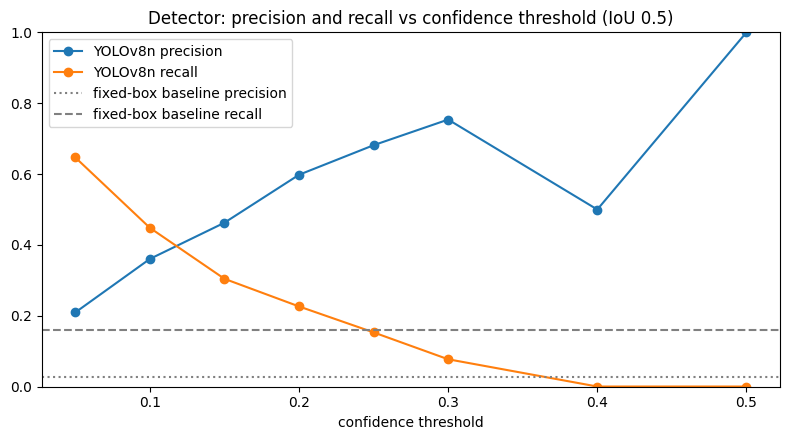 Detector: precision and recall vs confidence threshold (IoU 0.5)
YOLOv8n precision
YOLOv8n recall
fixed-box baseline precision
fixed-box baseline recall
1.0
0.8
0.6
0.4
0.2
0.0
0.1 0.2 0.3 0.4 0.5
confidence threshold